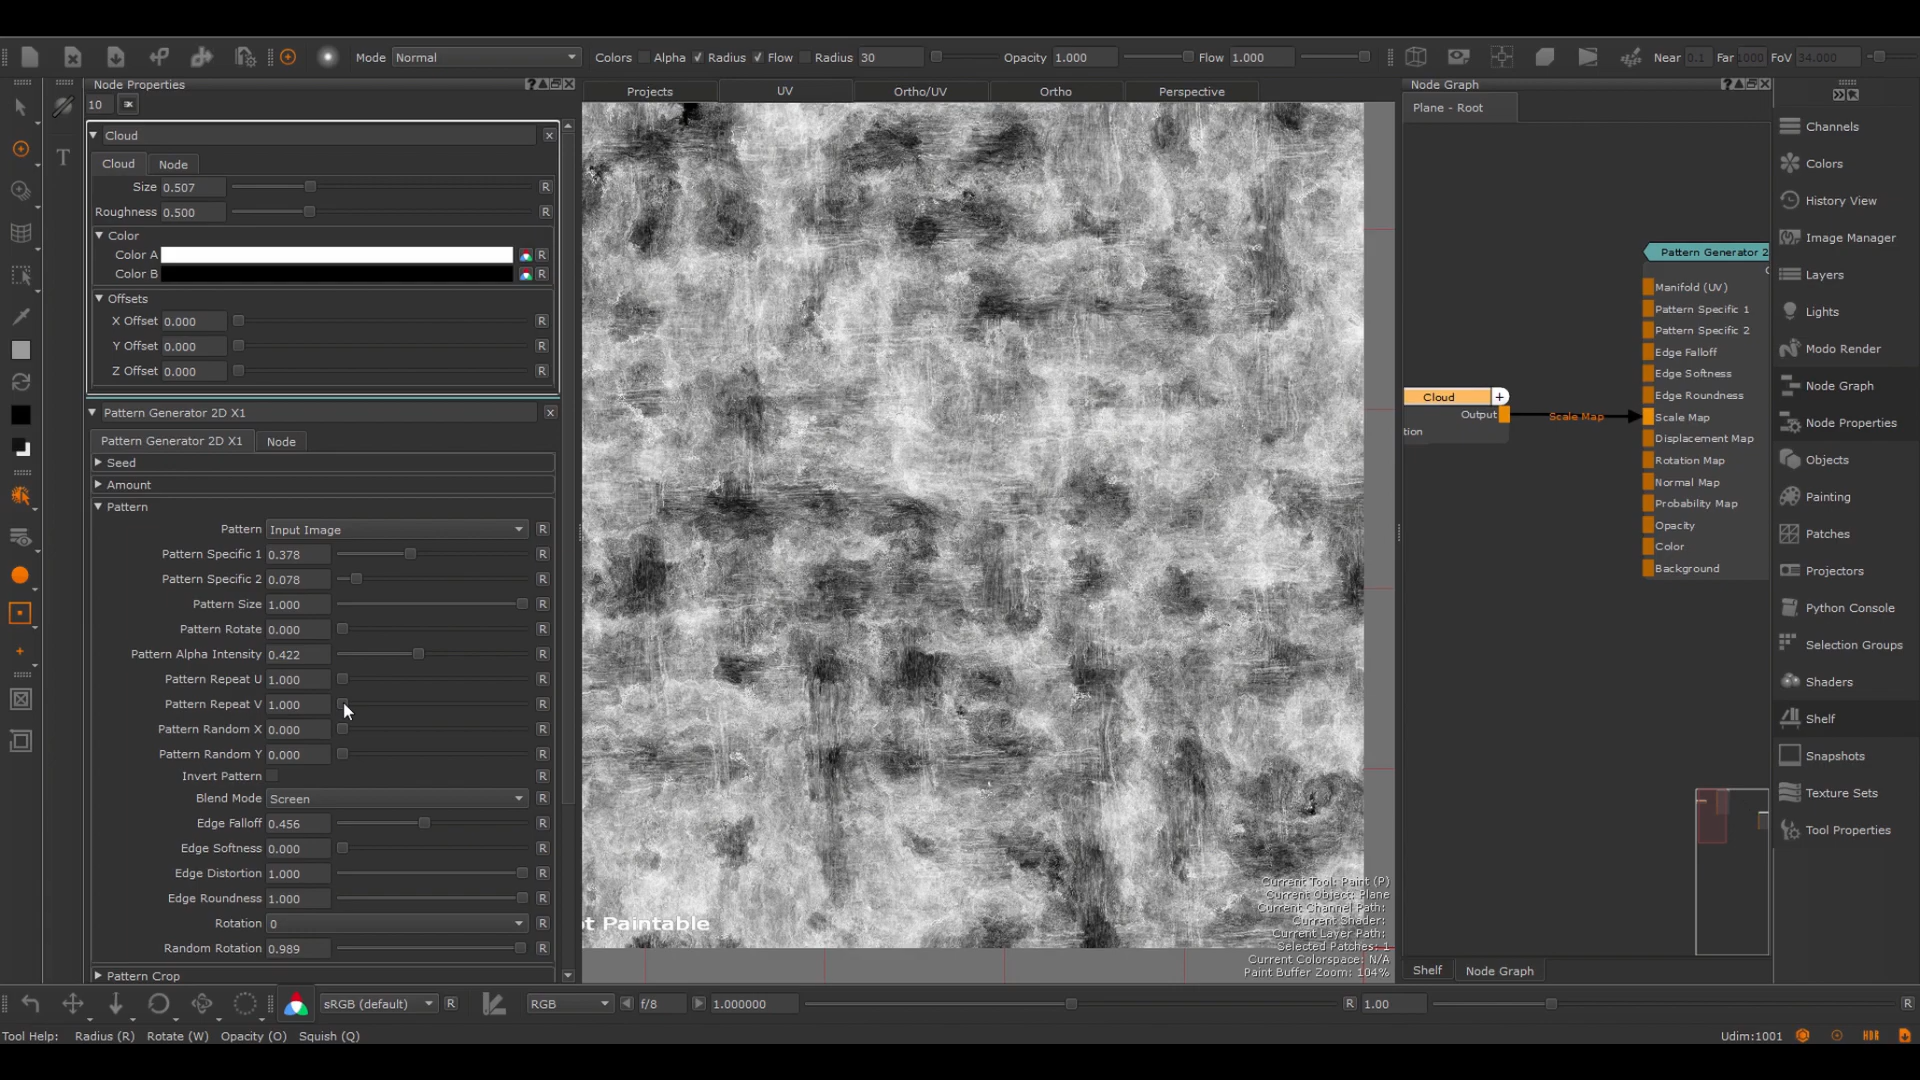 Mode Normal Colors Alpha Radius Flow Radius 30 Opacity 1.000 Flow 1.000 Near 0.1 Far 1000 FoV 34.000
Node Properties
10
Cloud
Cloud Node
Size 0.507 R
Roughness 0.500 R
Color
Color A R
Color B R
Offsets
X Offset 0.000 R
Y Offset 0.000 R
Z Offset 0.000 R
Pattern Generator 2D X1
Pattern Generator 2D X1 Node
Seed
Amount
Pattern
Pattern Input Image R
Pattern Specific 1 0.378 R
Pattern Specific 2 0.078 R
Pattern Size 1.000 R
Pattern Rotate 0.000 R
Pattern Alpha Intensity 0.422 R
Pattern Repeat U 1.000 R
Pattern Repeat V 1.000 R
Pattern Random X 0.000 R
Pattern Random Y 0.000 R
Invert Pattern R
Blend Mode Screen R
Edge Falloff 0.456 R
Edge Softness 0.000 R
Edge Distortion 1.000 R
Edge Roundness 1.000 R
Rotation 0 R
Random Rotation 0.989 R
Pattern Crop
Projects UV Ortho/UV Ortho Perspective
t Paintable
Current Tool: Paint (P)
Current Object: Plane
Current Channel Path:
Current Shader:
Current Layer Path:
Selected Patches: 1
Current Colorspace: N/A
Paint Buffer Zoom: 104%
Node Graph
Plane - Root
Cloud +
Output
tion
Scale Map
Pattern Generator 2
Manifold (UV)
Pattern Specific 1
Pattern Specific 2
Edge Falloff
Edge Softness
Edge Roundness
Scale Map
Displacement Map
Rotation Map
Normal Map
Probability Map
Opacity
Color
Background
Shelf Node Graph
Channels
Colors
History View
Image Manager
Layers
Lights
Modo Render
Node Graph
Node Properties
Objects
Painting
Patches
Projectors
Python Console
Selection Groups
Shaders
Shelf
Snapshots
Texture Sets
Tool Properties
sRGB (default) R RGB f/8 1.000000 R 1.00 R
Tool Help: Radius (R) Rotate (W) Opacity (O) Squish (Q) Udim:1001 HDR